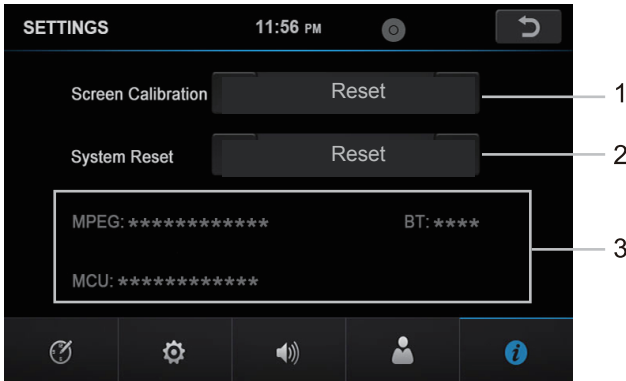 SETTINGS 11:56 PM
Screen Calibration Reset 1
System Reset Reset 2
MPEG: ************ BT: ****
3
MCU: ************
i